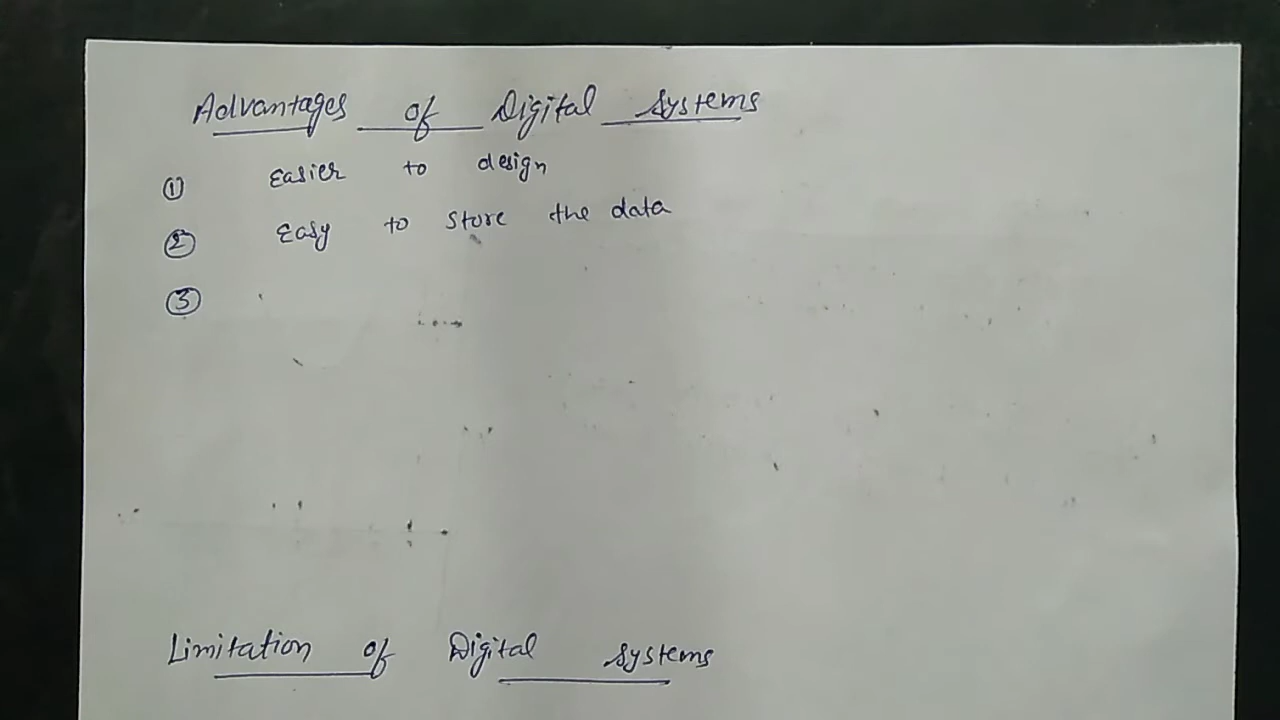 Advantages of Digital Systems
① Easier to design
② Easy to store the data
③
Limitation of Digital Systems